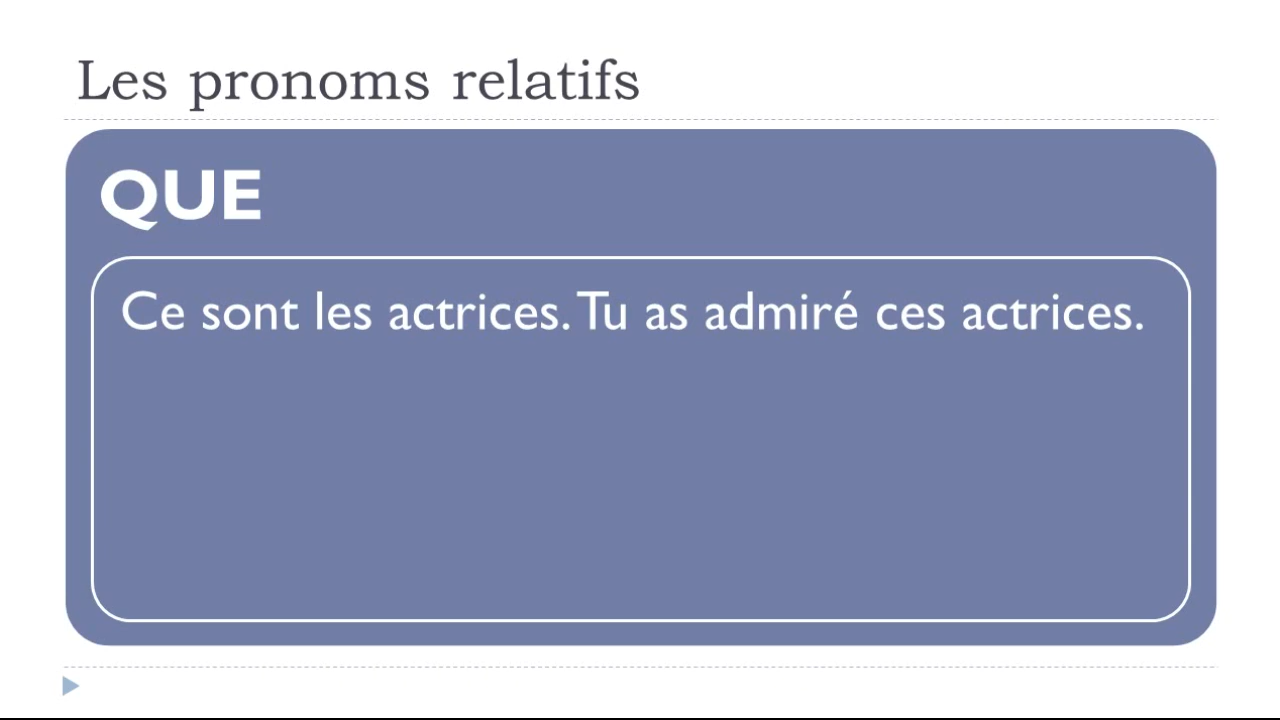 Les pronoms relatifs
QUE
Ce sont les actrices. Tu as admiré ces actrices.